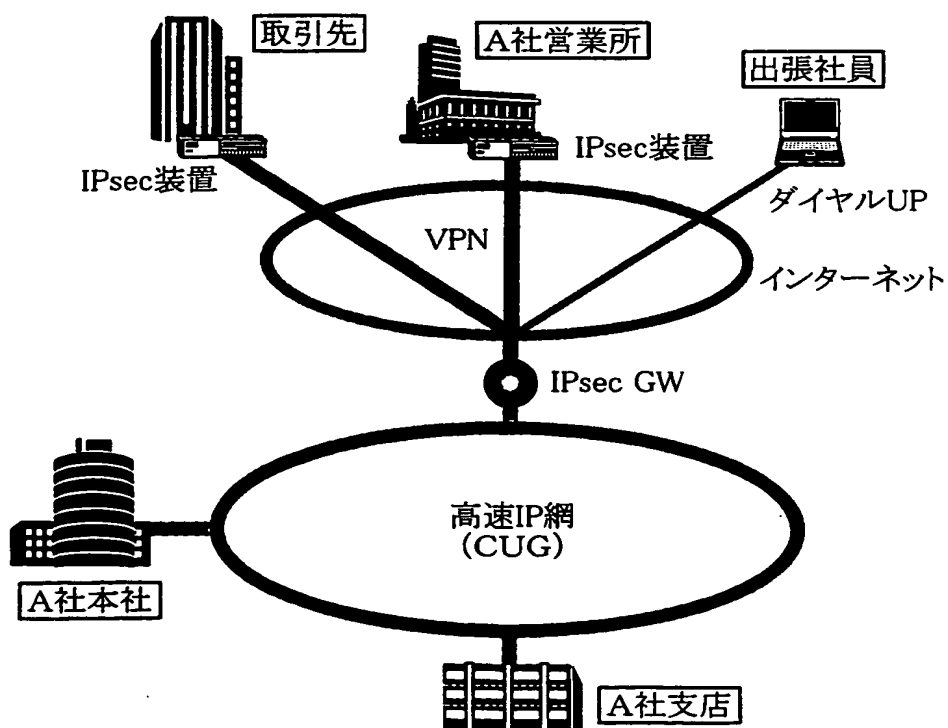 取引先
A社営業所
出張社員
IPsec装置
IPsec装置
ダイヤルUP
VPN
インターネット
IPsec GW
高速IP網
(CUG)
A社本社
A社支店